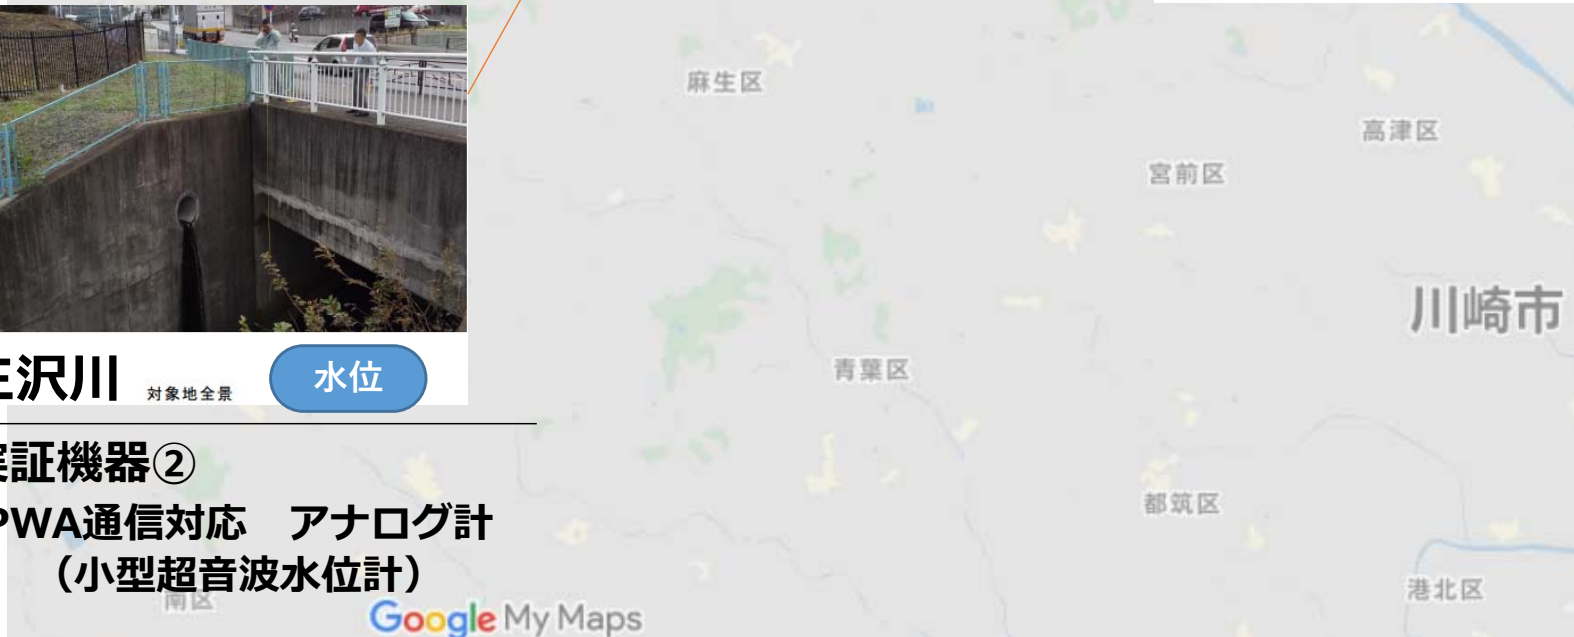 麻生区
高津区
宮前区
川崎市
青葉区
沢川
対象地全景
水位
証機器②
PWA通信対応　アナログ計
（小型超音波水位計）
都筑区
南区
港北区
Google My Maps